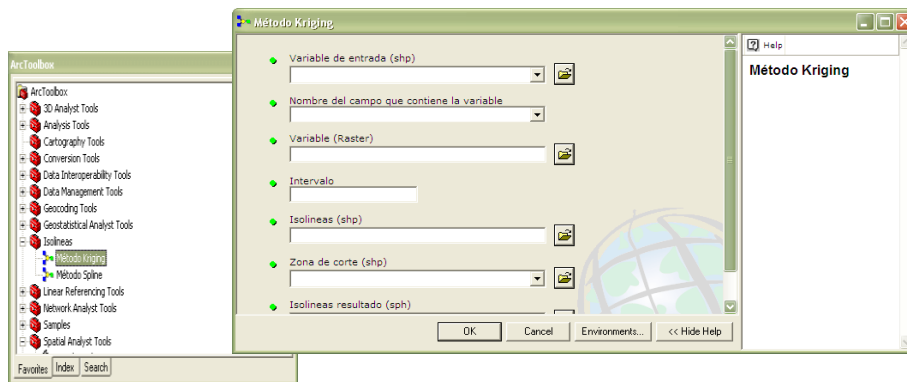 ArcToolbox
ArcToolbox
3D Analyst Tools
Analysis Tools
Cartography Tools
Conversion Tools
Data Interoperability Tools
Data Management Tools
Geocoding Tools
Geostatistical Analyst Tools
Isolineas
Método Kriging
Método Spline
Linear Referencing Tools
Network Analyst Tools
Samples
Spatial Analyst Tools
Favorites
Index
Search
Método Kriging
Variable de entrada (shp)
Nombre del campo que contiene la variable
Variable (Raster)
Intervalo
Isolineas (shp)
Zona de corte (shp)
Isolineas resultado (sph)
OK
Cancel
Environments...
<< Hide Help
Help
Método Kriging